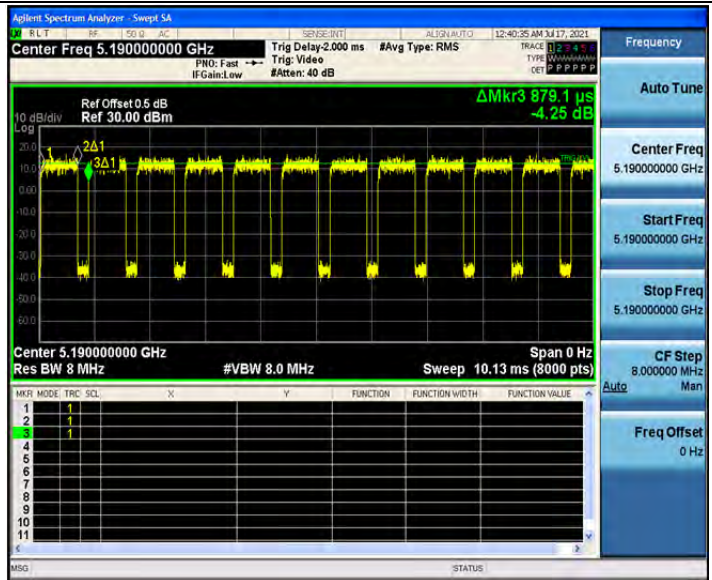 Agilent Spectrum Analyzer - Swept SA
RLT RF 50 Ω AC SENSE:INT ALIGNAUTO 12:40:35 AM Jul 17, 2021
Center Freq 5.190000000 GHz
Trig Delay-2.000 ms #Avg Type: RMS
TRACE 1 2 3 4 5 6
PNO: Fast Trig: Video
TYPE
IFGain:Low #Atten: 40 dB
DET P P P P P P
Frequency
Auto Tune
Ref Offset 0.5 dB
ΔMkr3 879.1 µs
10 dB/div Ref 30.00 dBm
-4.25 dB
Log
20.0
10.0
0.00
-10.0
-20.0
-30.0
-40.0
-50.0
-60.0
1
2Δ1
3Δ1
Center Freq
5.190000000 GHz
Start Freq
5.190000000 GHz
Stop Freq
5.190000000 GHz
Center 5.190000000 GHz
Span 0 Hz
Res BW 8 MHz #VBW 8.0 MHz Sweep 10.13 ms (8000 pts)
CF Step
8.000000 MHz
Auto Man
Freq Offset
0 Hz
MKR MODE TRC SCL X Y FUNCTION FUNCTION WIDTH FUNCTION VALUE
1 1
2 1
3 1
4
5
6
7
8
9
10
11
MSG STATUS